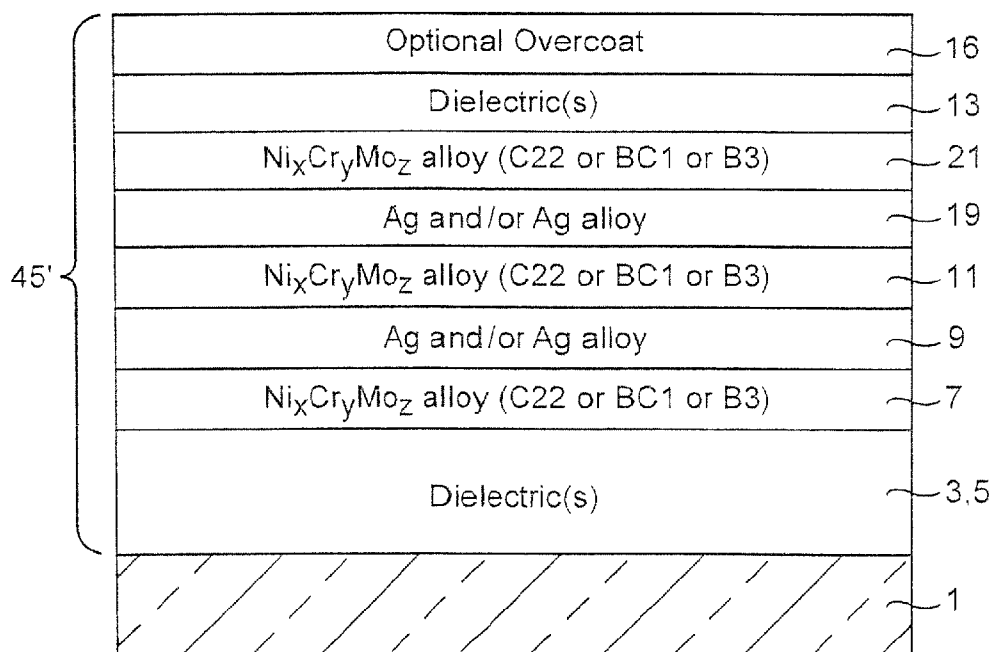 Optional Overcoat 16
Dielectric(s) 13
NixCryMoz alloy (C22 or BC1 or B3) 21
Ag and/or Ag alloy 19
45' NixCryMoz alloy (C22 or BC1 or B3) 11
Ag and/or Ag alloy 9
NixCryMoz alloy (C22 or BC1 or B3) 7
Dielectric(s) 3,5
1